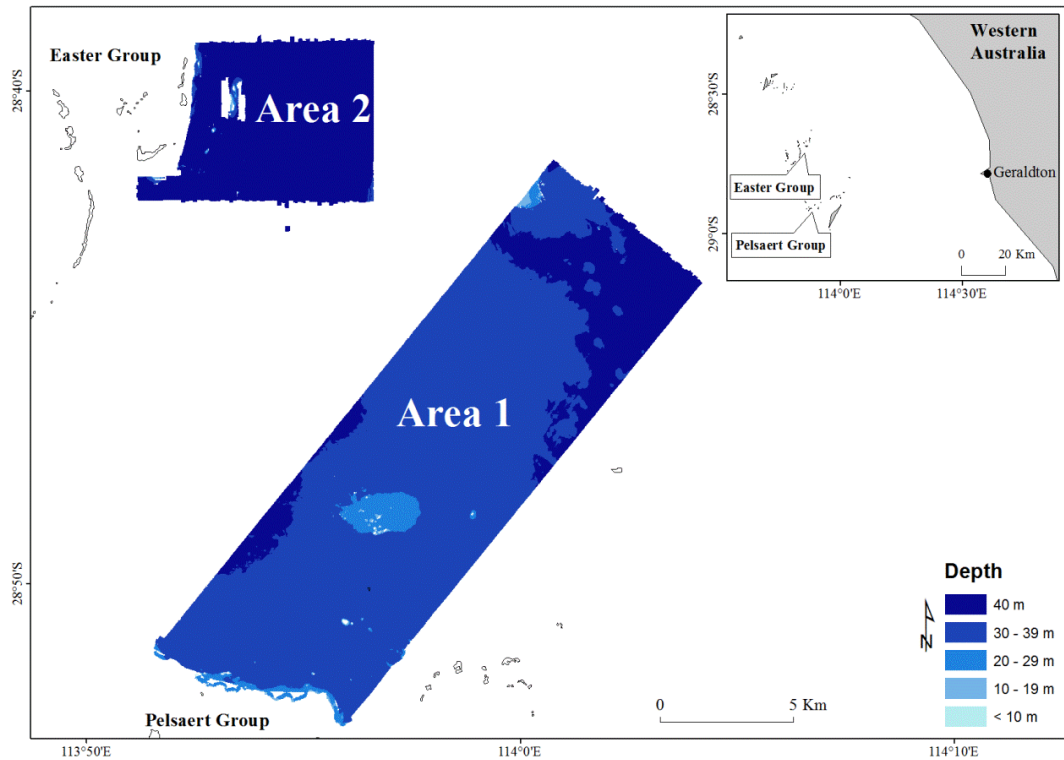 Easter Group
Area 2
28°40'S
Area 1
28°50'S
Pelsaert Group
113°50'E
114°0'E
114°10'E
0 5 Km
Western
Australia
28°30'S
29°0'S
Geraldton
Easter Group
Pelsaert Group
0 20 Km
114°0'E
114°30'E
Depth
40 m
30 - 39 m
20 - 29 m
10 - 19 m
< 10 m
N